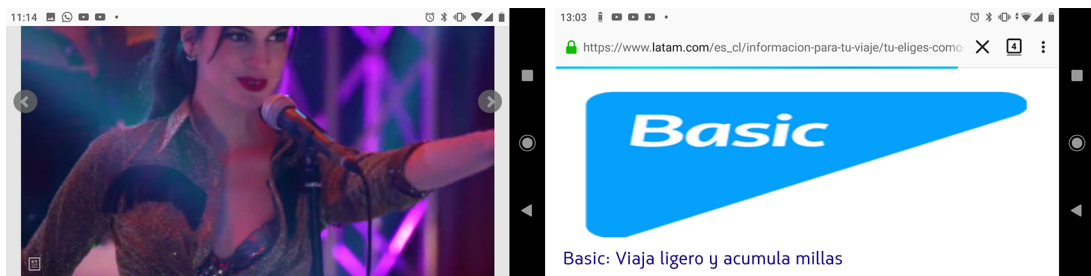 11:14
13:03
https://www.latam.com/es_cl/informacion-para-tu-viaje/tu-eliges-como-
4
Basic
Basic: Viaja ligero y acumula millas